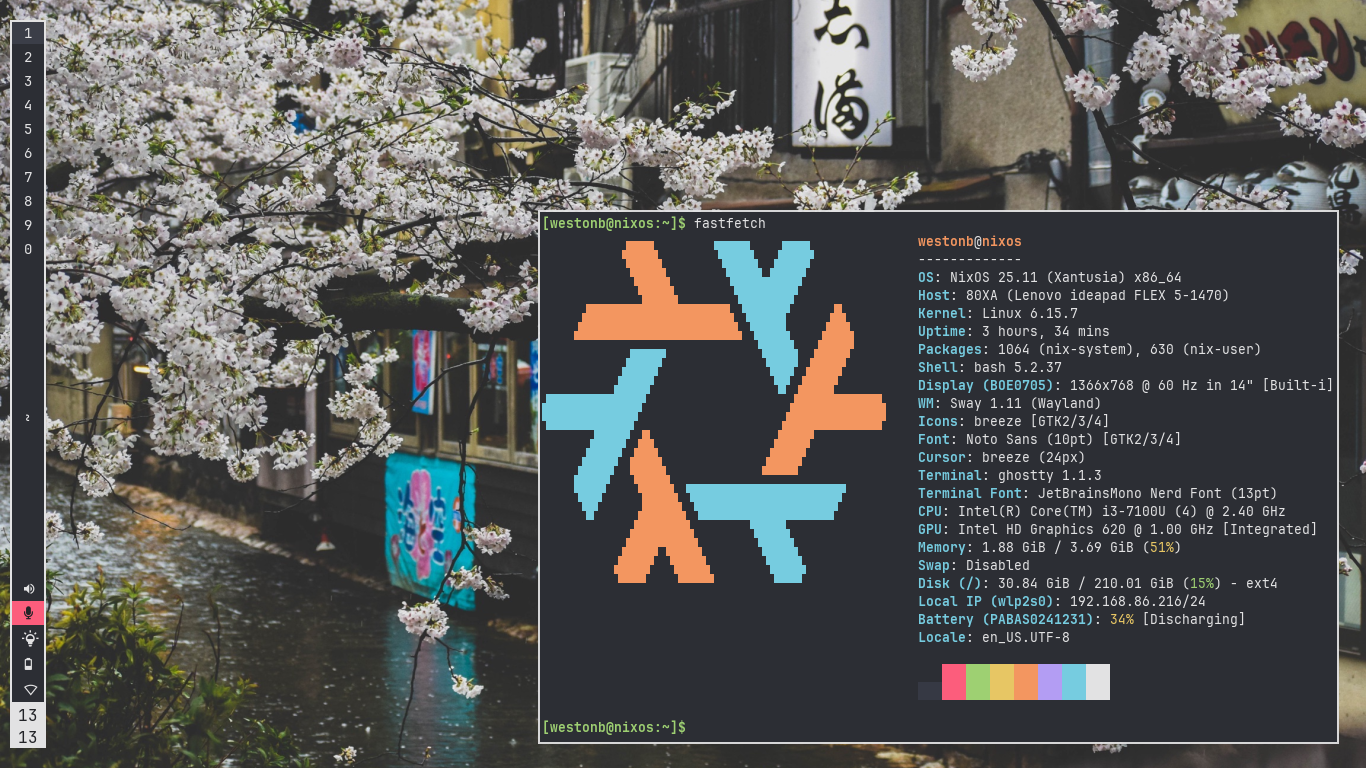 1
2
3
4
5
6
7
8
9
0
~
13
13
[westonb@nixos:~]$ fastfetch
westonb@nixos
-------------
OS: NixOS 25.11 (Xantusia) x86_64
Host: 80XA (Lenovo ideapad FLEX 5-1470)
Kernel: Linux 6.15.7
Uptime: 3 hours, 34 mins
Packages: 1064 (nix-system), 630 (nix-user)
Shell: bash 5.2.37
Display (BOE0705): 1366x768 @ 60 Hz in 14" [Built-i]
WM: Sway 1.11 (Wayland)
Icons: breeze [GTK2/3/4]
Font: Noto Sans (10pt) [GTK2/3/4]
Cursor: breeze (24px)
Terminal: ghostty 1.1.3
Terminal Font: JetBrainsMono Nerd Font (13pt)
CPU: Intel(R) Core(TM) i3-7100U (4) @ 2.40 GHz
GPU: Intel HD Graphics 620 @ 1.00 GHz [Integrated]
Memory: 1.88 GiB / 3.69 GiB (51%)
Swap: Disabled
Disk (/): 30.84 GiB / 210.01 GiB (15%) - ext4
Local IP (wlp2s0): 192.168.86.216/24
Battery (PABAS0241231): 34% [Discharging]
Locale: en_US.UTF-8
[westonb@nixos:~]$